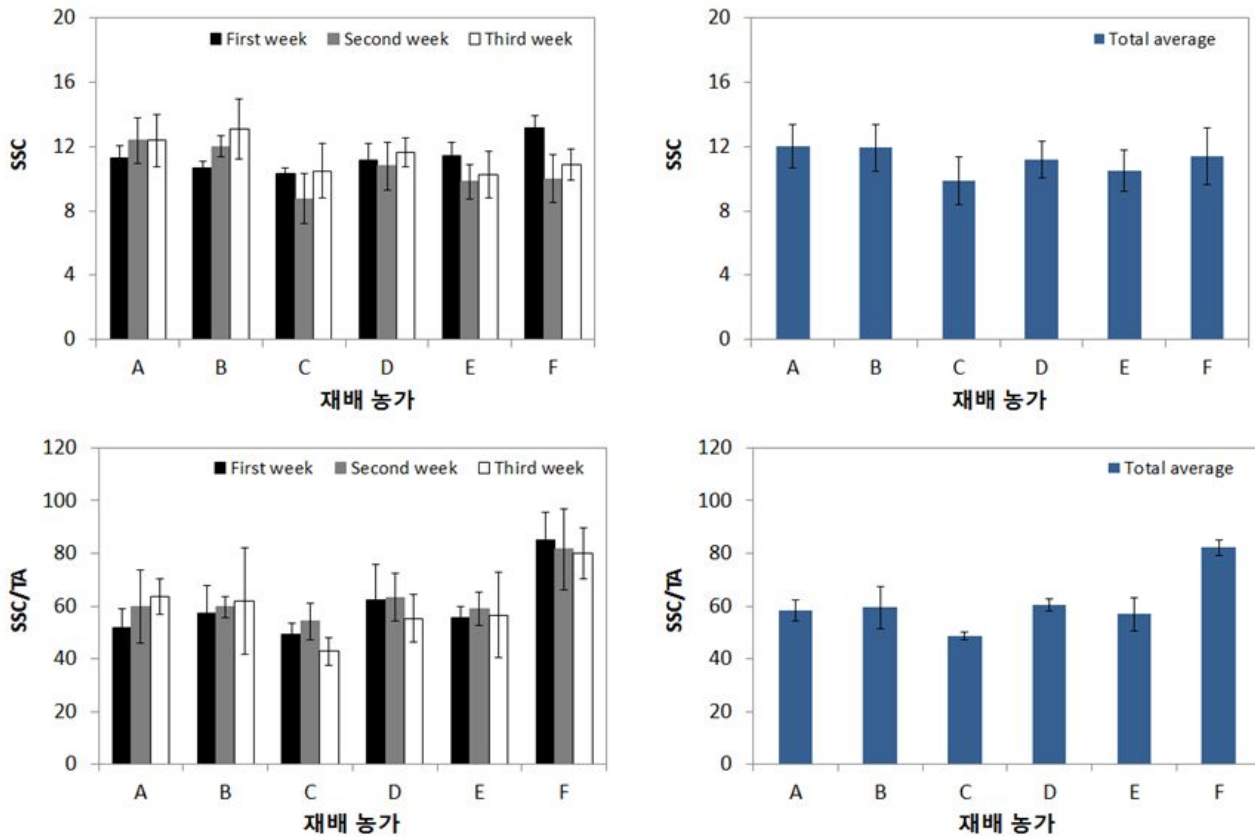 20
16
12
8
4
0
SSC
First week Second week Third week
A B C D E F
재배 농가
20
16
12
8
4
0
SSC
Total average
A B C D E F
재배 농가
120
100
80
60
40
20
0
SSC/TA
First week Second week Third week
A B C D E F
재배 농가
120
100
80
60
40
20
0
SSC/TA
Total average
A B C D E F
재배 농가